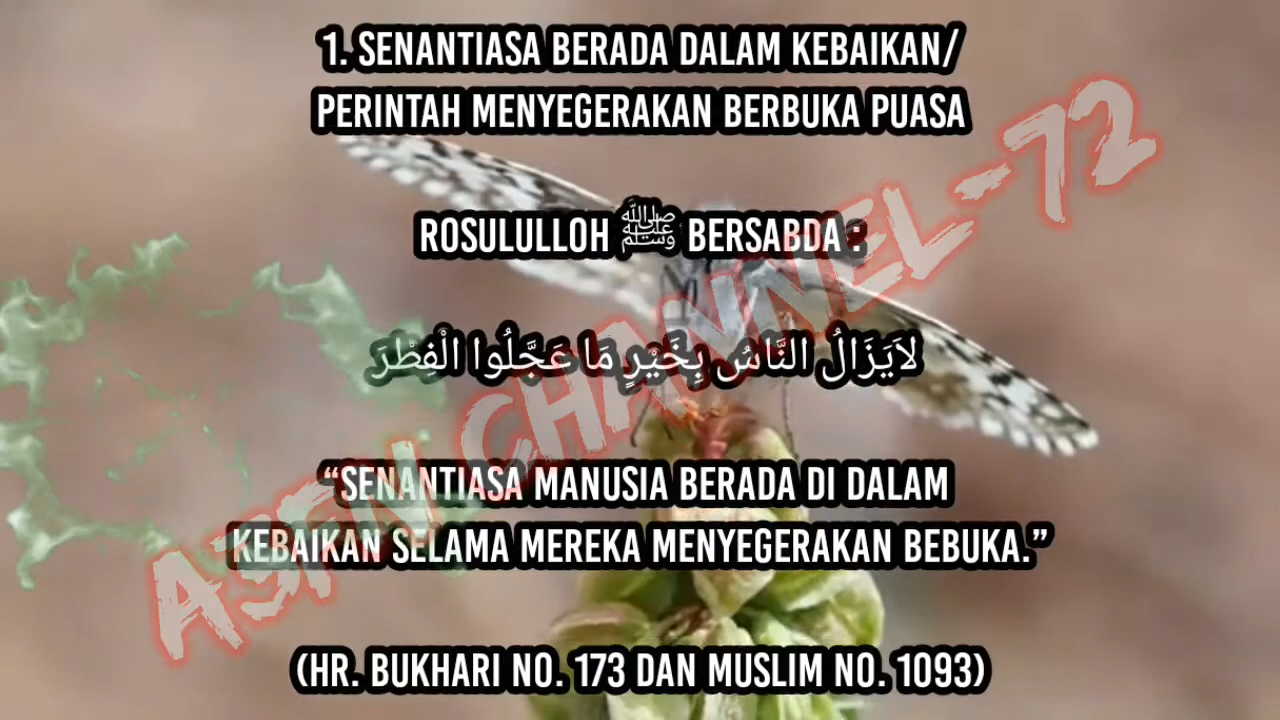 1. SENANTIASA BERADA DALAM KEBAIKAN/
PERINTAH MENYEGERAKAN BERBUKA PUASA
ROSULULLOH ﷺ BERSABDA :
لاَيَزَالُ النَّاسُ بِخَيْرٍ مَا عَجَّلُوا الْفِطْرَ
“SENANTIASA MANUSIA BERADA DI DALAM
KEBAIKAN SELAMA MEREKA MENYEGERAKAN BEBUKA.”
(HR. BUKHARI NO. 173 DAN MUSLIM NO. 1093)
CHANNEL-72